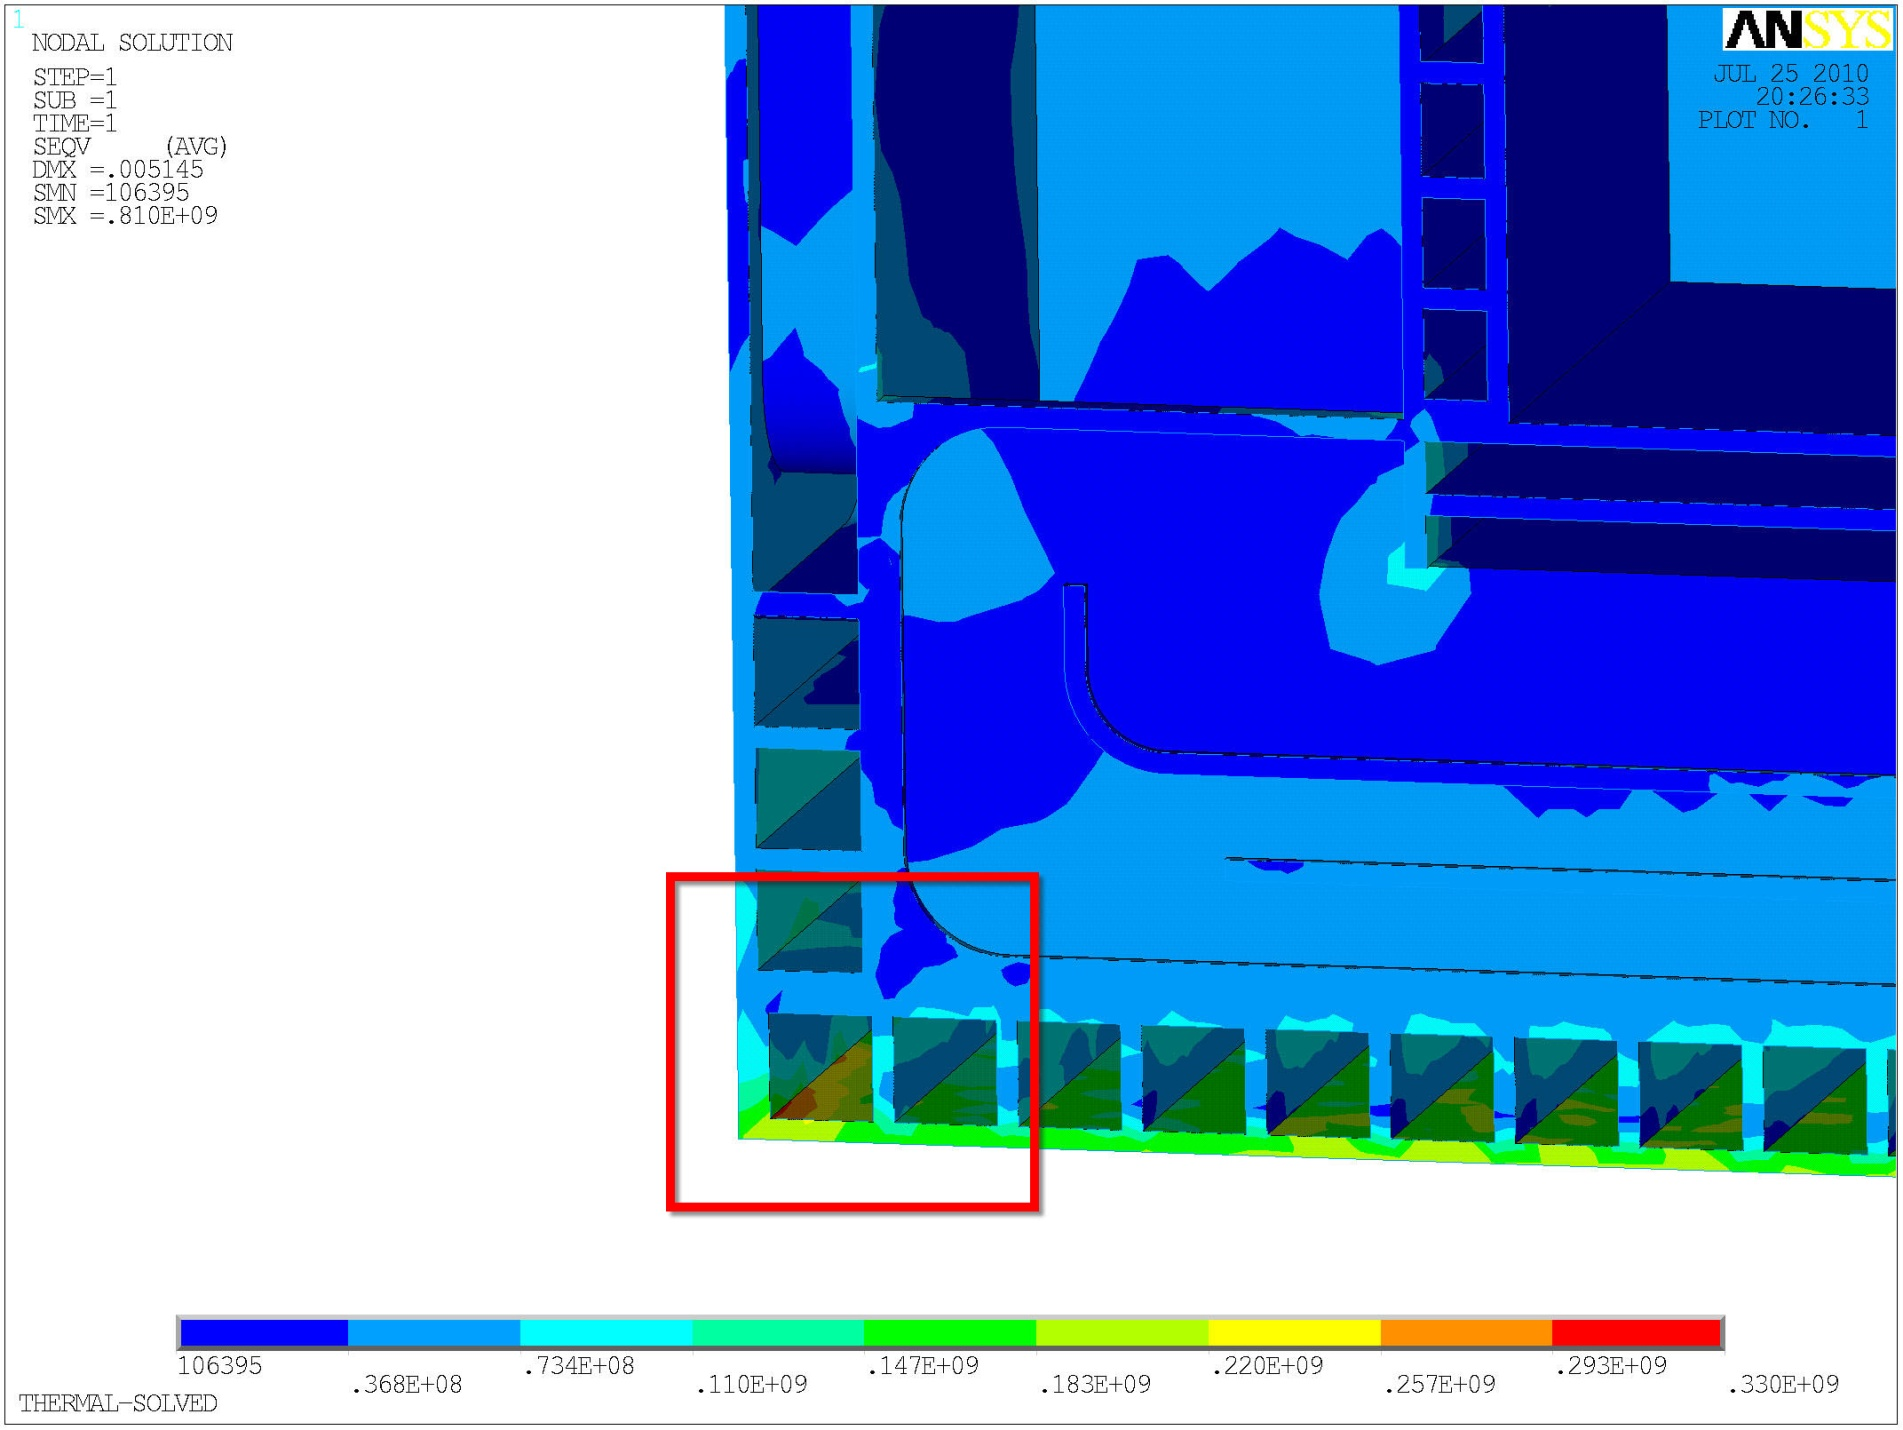 1
NODAL SOLUTION
STEP=1
SUB =1
TIME=1
SEQV (AVG)
DMX =.005145
SMN =106395
SMX =.810E+09
ANSYS
JUL 25 2010
20:26:33
PLOT NO. 1
106395 .734E+08 .147E+09 .220E+09 .293E+09
.368E+08 .110E+09 .183E+09 .257E+09 .330E+09
THERMAL-SOLVED